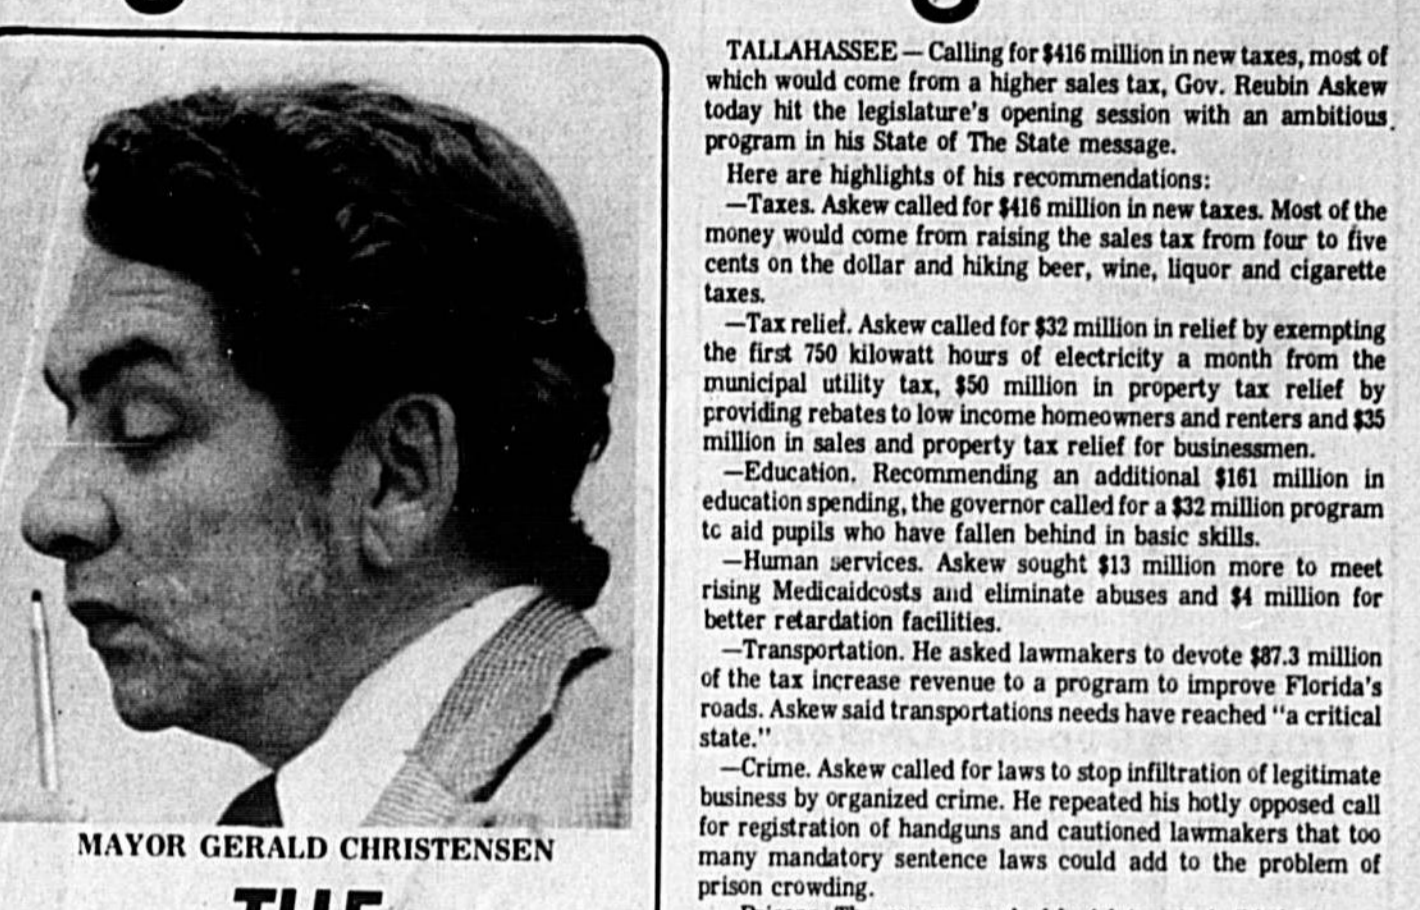 MAYOR GERALD CHRISTENSEN
THE
TALLAHASSEE — Calling for $416 million in new taxes, most of
which would come from a higher sales tax, Gov. Reubin Askew
today hit the legislature's opening session with an ambitious
program in his State of The State message.
Here are highlights of his recommendations:
—Taxes. Askew called for $416 million in new taxes. Most of the
money would come from raising the sales tax from four to five
cents on the dollar and hiking beer, wine, liquor and cigarette
taxes.
—Tax relief. Askew called for $32 million in relief by exempting
the first 750 kilowatt hours of electricity a month from the
municipal utility tax, $50 million in property tax relief by
providing rebates to low income homeowners and renters and $35
million in sales and property tax relief for businessmen.
—Education. Recommending an additional $161 million in
education spending, the governor called for a $32 million program
tc aid pupils who have fallen behind in basic skills.
—Human services. Askew sought $13 million more to meet
rising Medicaidcosts and eliminate abuses and $4 million for
better retardation facilities.
—Transportation. He asked lawmakers to devote $87.3 million
of the tax increase revenue to a program to improve Florida's
roads. Askew said transportations needs have reached "a critical
state."
—Crime. Askew called for laws to stop infiltration of legitimate
business by organized crime. He repeated his hotly opposed call
for registration of handguns and cautioned lawmakers that too
many mandatory sentence laws could add to the problem of
prison crowding.